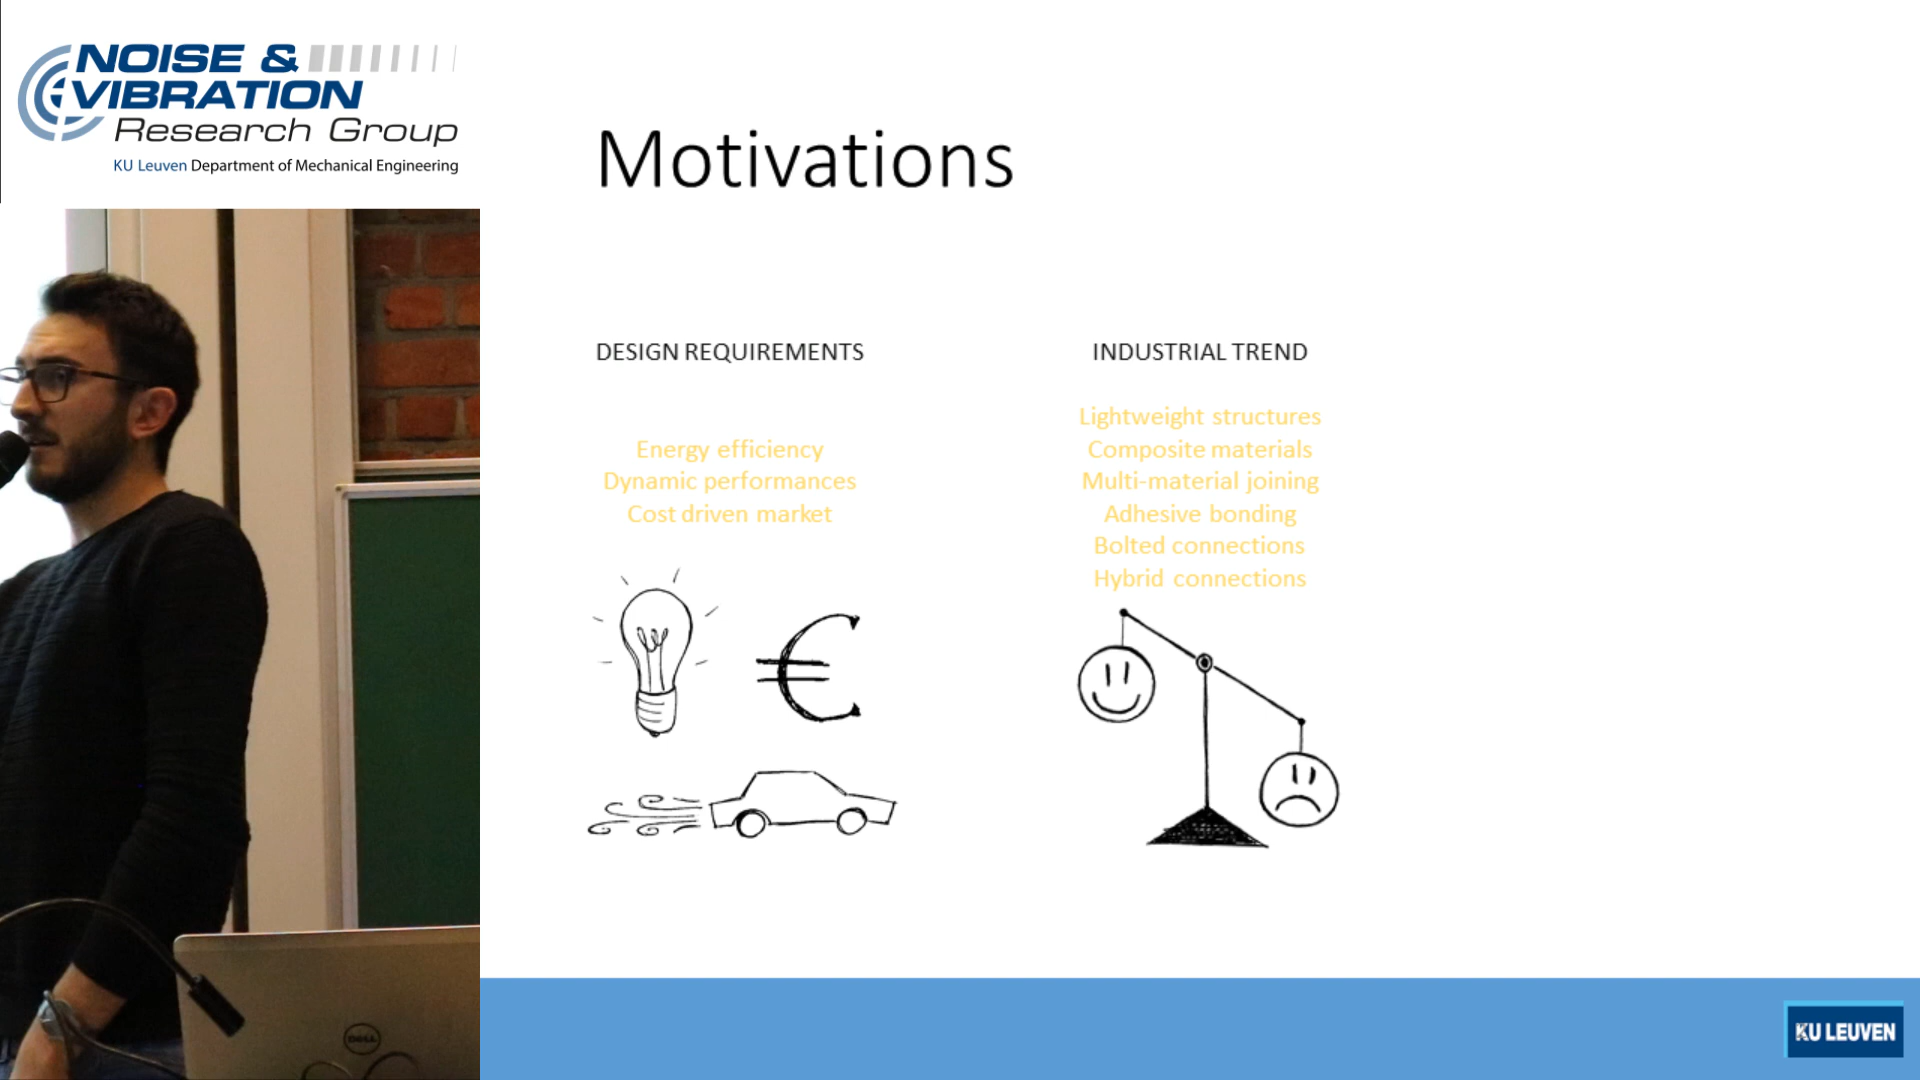 NOISE &
VIBRATION
Research Group
KU Leuven Department of Mechanical Engineering
Motivations
DESIGN REQUIREMENTS
Energy efficiency
Dynamic performances
Cost driven market
€
INDUSTRIAL TREND
Lightweight structures
Composite materials
Multi-material joining
Adhesive bonding
Bolted connections
Hybrid connections
DELL
KU LEUVEN